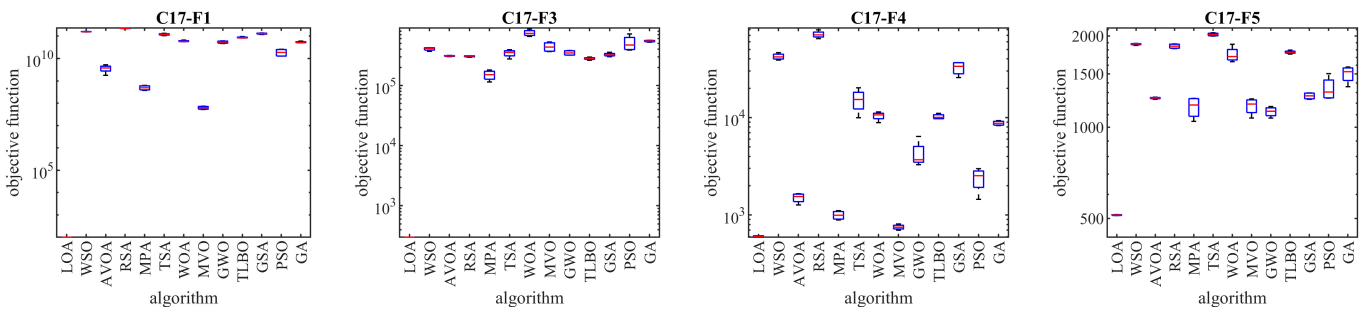 C17-F1
objective function
10^10
10^5
LOA
WSO
AVOA
RSA
MPA
TSA
WOA
MVO
GWO
TLBO
GSA
PSO
GA
algorithm
C17-F3
objective function
10^5
10^4
10^3
LOA
WSO
AVOA
RSA
MPA
TSA
WOA
MVO
GWO
TLBO
GSA
PSO
GA
algorithm
C17-F4
objective function
10^4
10^3
LOA
WSO
AVOA
RSA
MPA
TSA
WOA
MVO
GWO
TLBO
GSA
PSO
GA
algorithm
C17-F5
objective function
2000
1500
1000
500
LOA
WSO
AVOA
RSA
MPA
TSA
WOA
MVO
GWO
TLBO
GSA
PSO
GA
algorithm